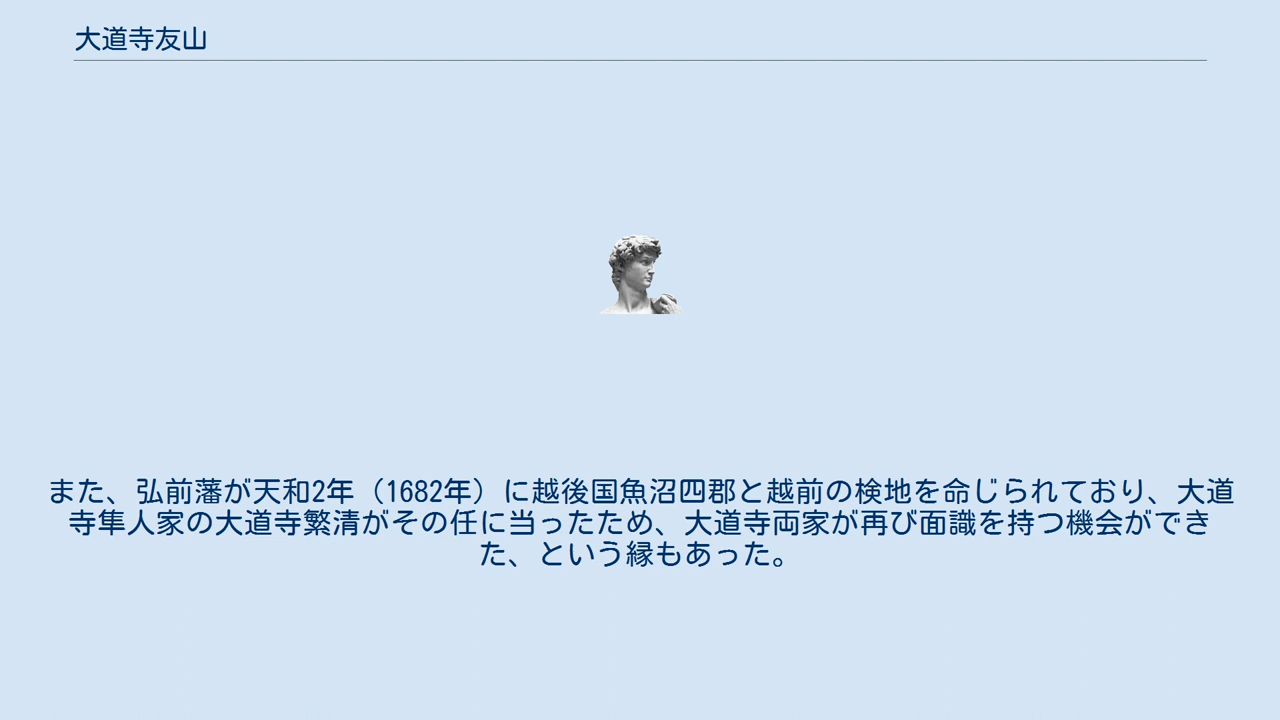 大道寺友山
また、弘前藩が天和2年（1682年）に越後国魚沼四郡と越前の検地を命じられており、大道
寺隼人家の大道寺繁清がその任に当ったため、大道寺両家が再び面識を持つ機会ができ
た、という縁もあった。